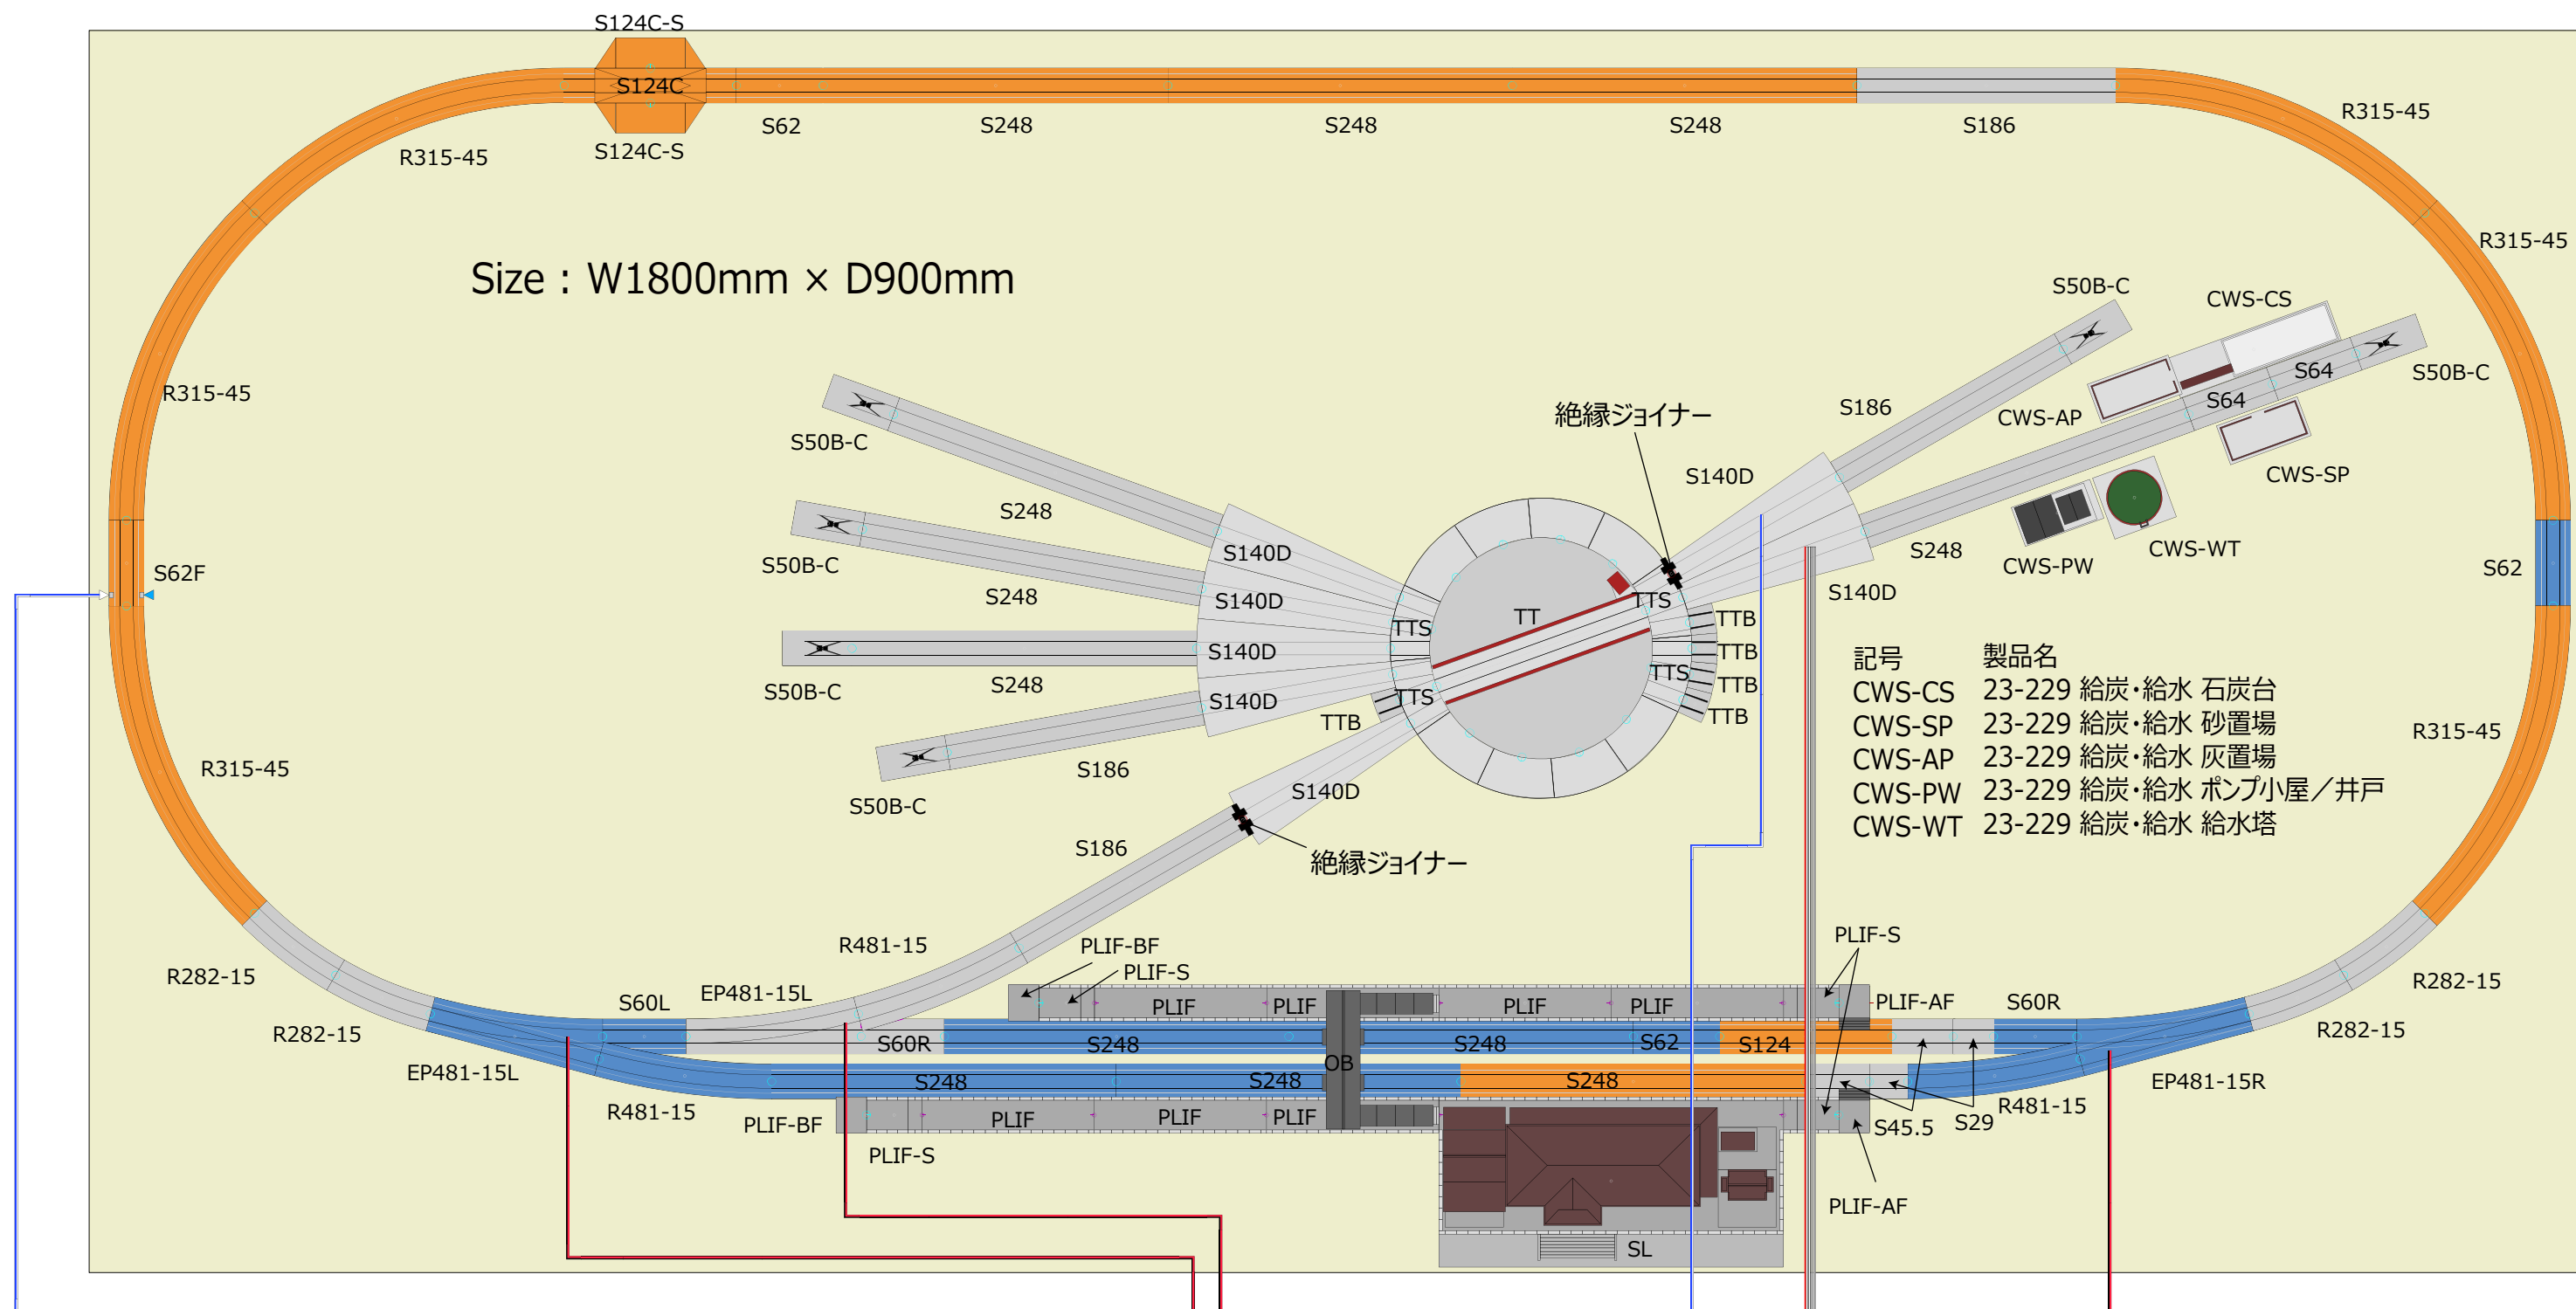 S124C-S
S124C
S124C-S
S62
S248
S248
S248
S186
R315-45
R315-45
R315-45
R315-45
Size : W1800mm × D900mm
S50B-C
CWS-CS
S50B-C
S64
S64
S186
CWS-AP
CWS-SP
絶縁ジョイナー
S140D
S50B-C
S248
S50B-C
S248
S140D
S140D
S248
CWS-PW
CWS-WT
S62F
S62
S140D
TTS
TT
TTS
TTB
TTB
TTS
TTB
TTB
S140D
S140D
S50B-C
S248
TTS
TTB
記号 製品名
CWS-CS 23-229 給炭・給水 石炭台
CWS-SP 23-229 給炭・給水 砂置場
CWS-AP 23-229 給炭・給水 灰置場
CWS-PW 23-229 給炭・給水 ポンプ小屋／井戸
CWS-WT 23-229 給炭・給水 給水塔
R315-45
R315-45
S186
S50B-C
S140D
S186
絶縁ジョイナー
R481-15
PLIF-BF
PLIF-S
PLIF-S
R282-15
R282-15
EP481-15L
S60L
PLIF
PLIF
PLIF
PLIF
PLIF-AF
S60R
R282-15
R282-15
S60R
S248
S248
S62
S124
OB
EP481-15L
S248
S248
S248
EP481-15R
R481-15
R481-15
PLIF-BF
PLIF
PLIF
PLIF
S45.5
S29
PLIF-S
PLIF-AF
SL